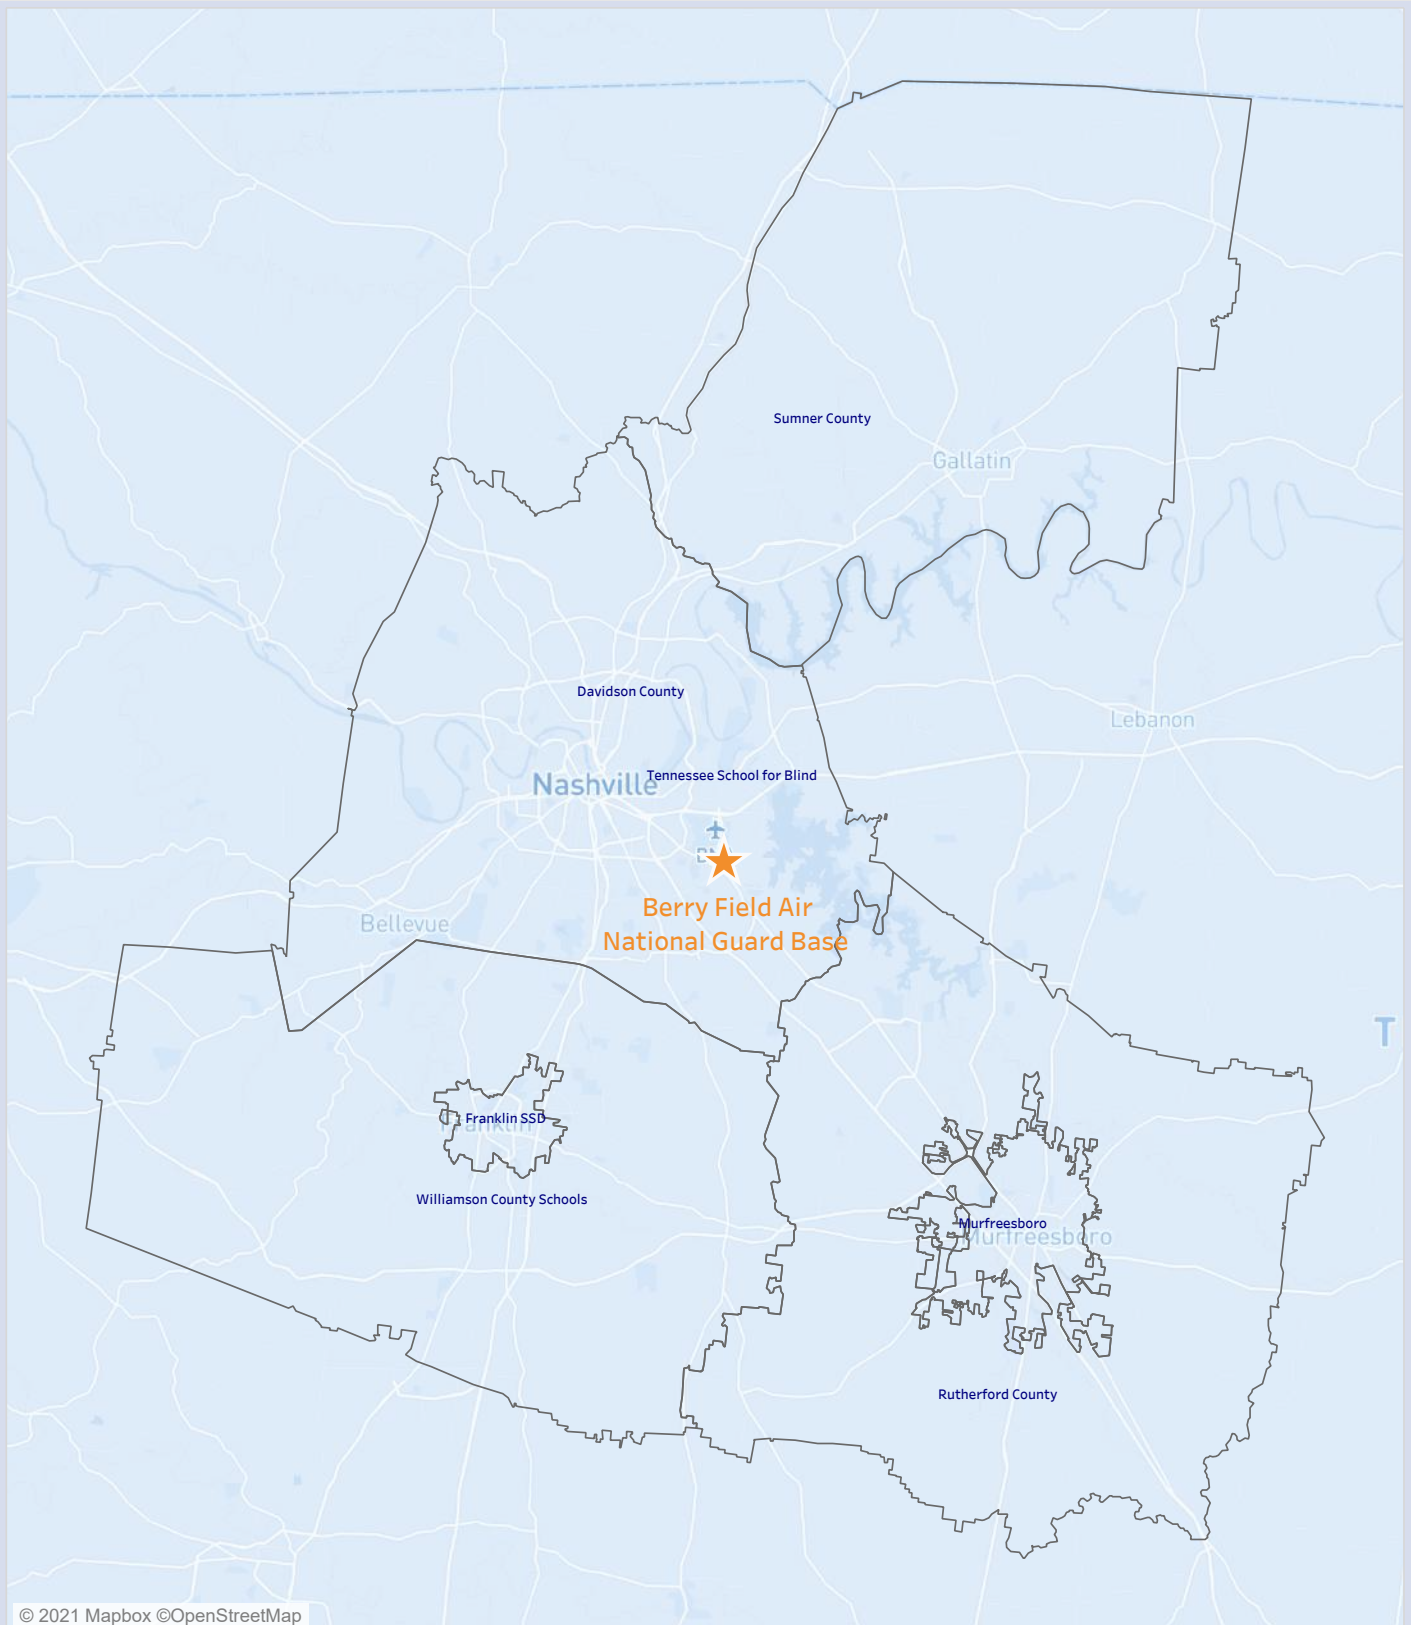 Sumner County
Gallatin
Davidson County
Lebanon
Tennessee School for Blind
Nashville
Berry Field Air
National Guard Base
Bellevue
T
Franklin SSD
Franklin
Williamson County Schools
Murfreesboro
Murfreesboro
Rutherford County
© 2021 Mapbox ©OpenStreetMap